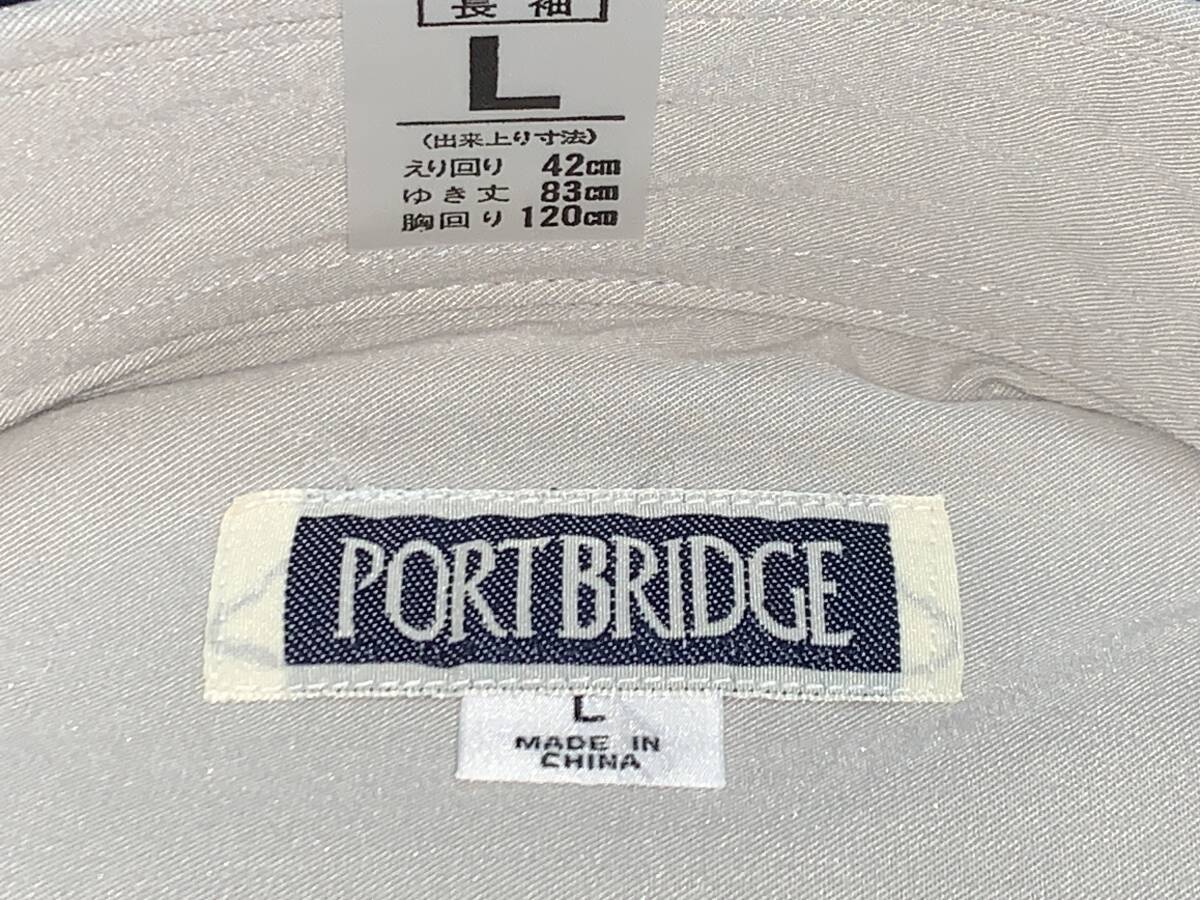 長袖
L
(出来上り寸法)
えり回り 42cm
ゆき丈 83cm
胸回り 120cm
PORTBRIDGE
L
MADE IN
CHINA